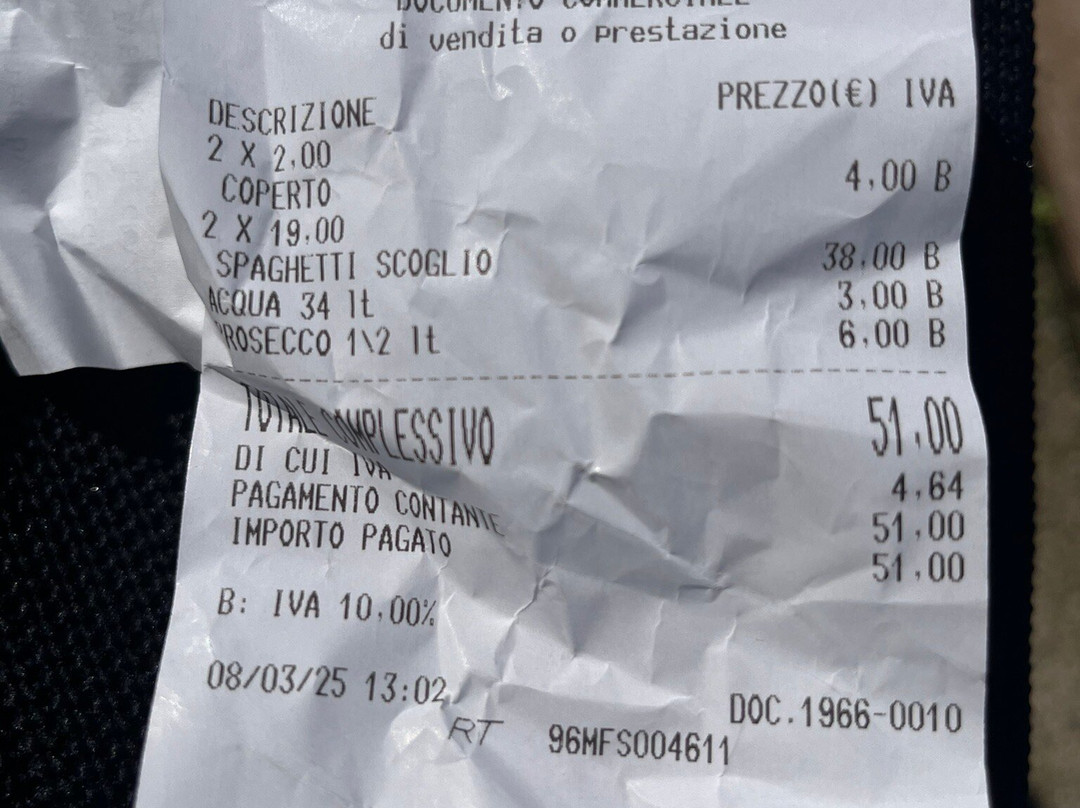 DOCUMENTO COMMERCIALE
di vendita o prestazione
DESCRIZIONE PREZZO(€) IVA
2 X 2,00
COPERTO 4,00 B
2 X 19,00
SPAGHETTI SCOGLIO 38,00 B
ACQUA 34 lt 3,00 B
PROSECCO 1\2 lt 6,00 B
TOTALE COMPLESSIVO 51,00
DI CUI IVA 4,64
PAGAMENTO CONTANTE 51,00
IMPORTO PAGATO 51,00
B: IVA 10,00%
08/03/25 13:02
DOC.1966-0010
RT 96MFS004611